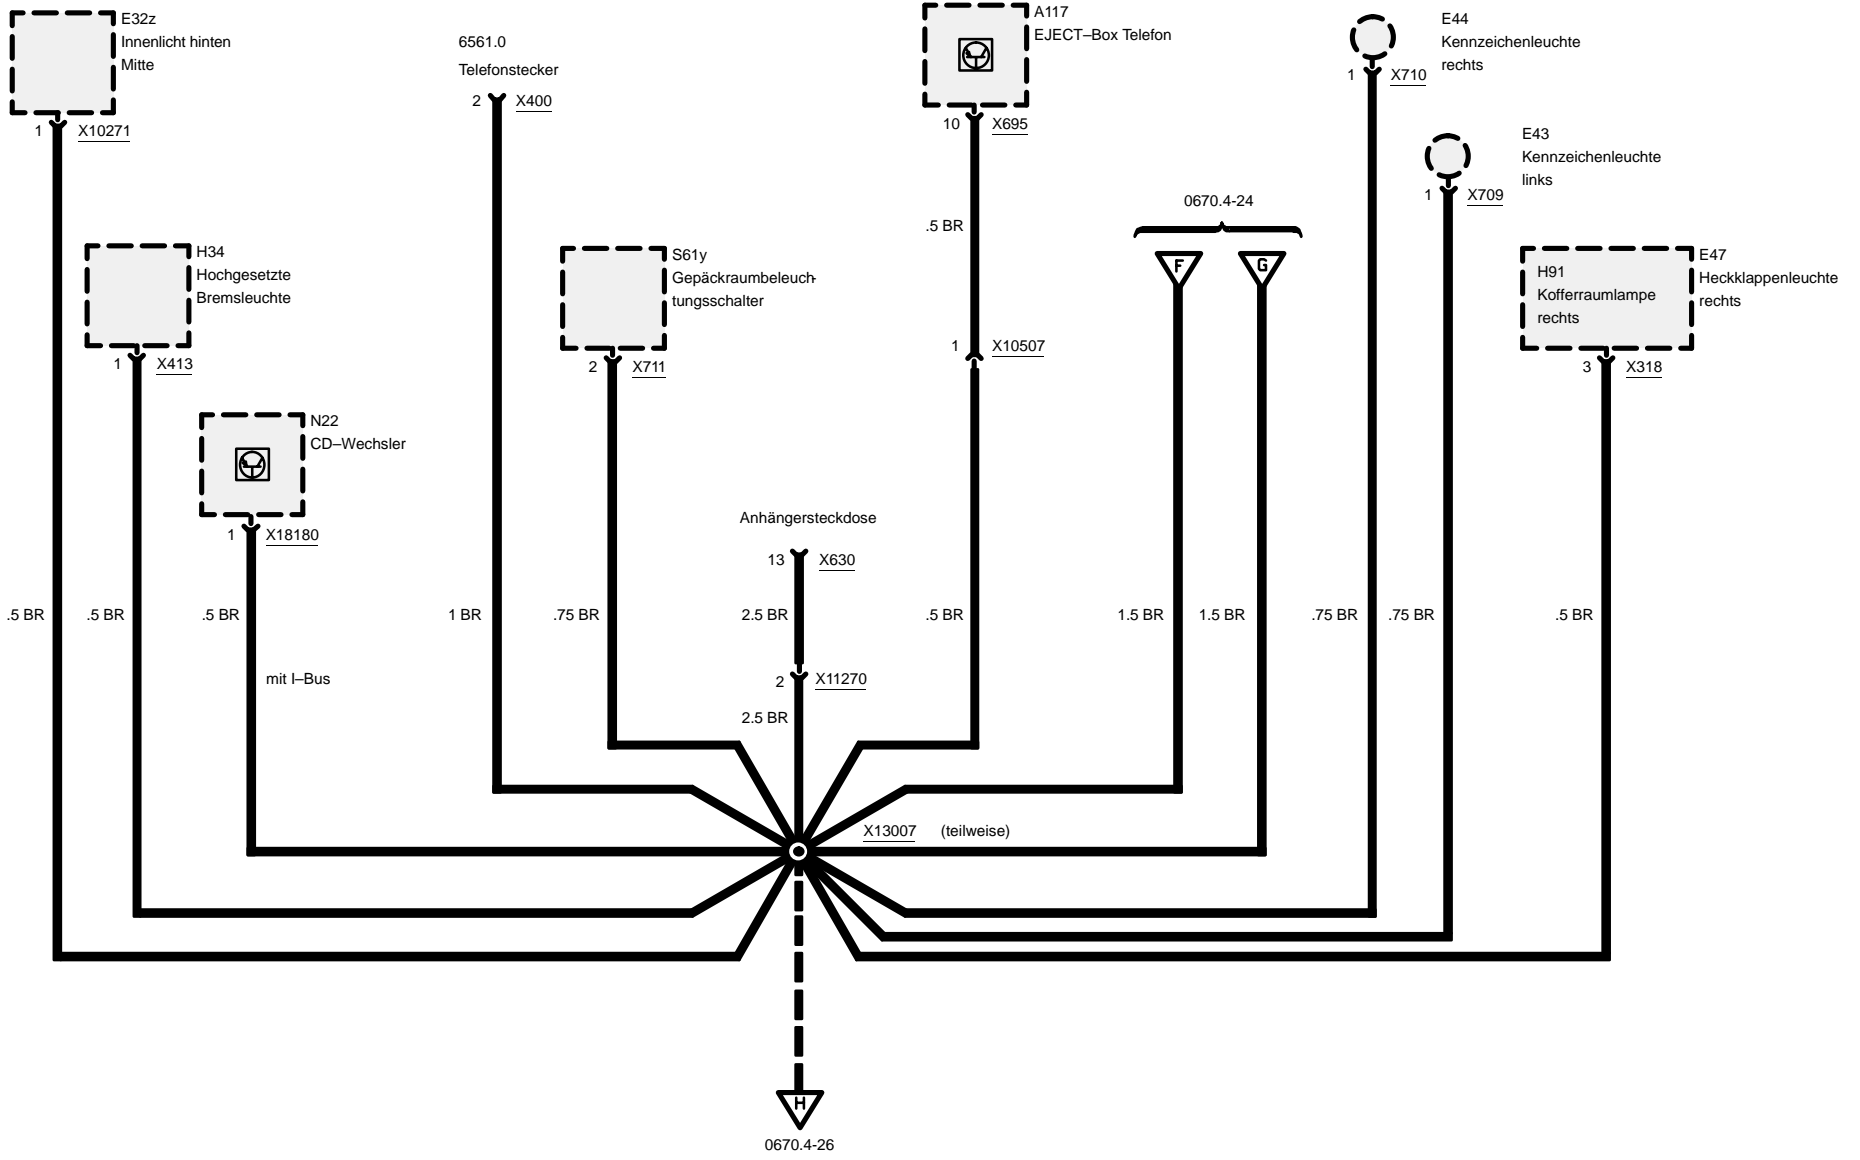 E32z
Innenlicht hinten
Mitte
1
X10271
6561.0
Telefonstecker
2
X400
A117
EJECT–Box Telefon
10
X695
E44
Kennzeichenleuchte
rechts
1
X710
E43
Kennzeichenleuchte
links
1
X709
H34
Hochgesetzte
Bremsleuchte
1
X413
S61y
Gepäckraumbeleuch-
tungsschalter
2
X711
.5 BR
1
X10507
0670.4-24
F
G
H91
Kofferraumlampe
rechts
E47
Heckklappenleuchte
rechts
3
X318
N22
CD–Wechsler
1
X18180
Anhängersteckdose
13
X630
.5 BR
.5 BR
.5 BR
1 BR
.75 BR
2.5 BR
.5 BR
1.5 BR
1.5 BR
.75 BR
.75 BR
.5 BR
mit I–Bus
2
X11270
2.5 BR
X13007
(teilweise)
H
0670.4-26